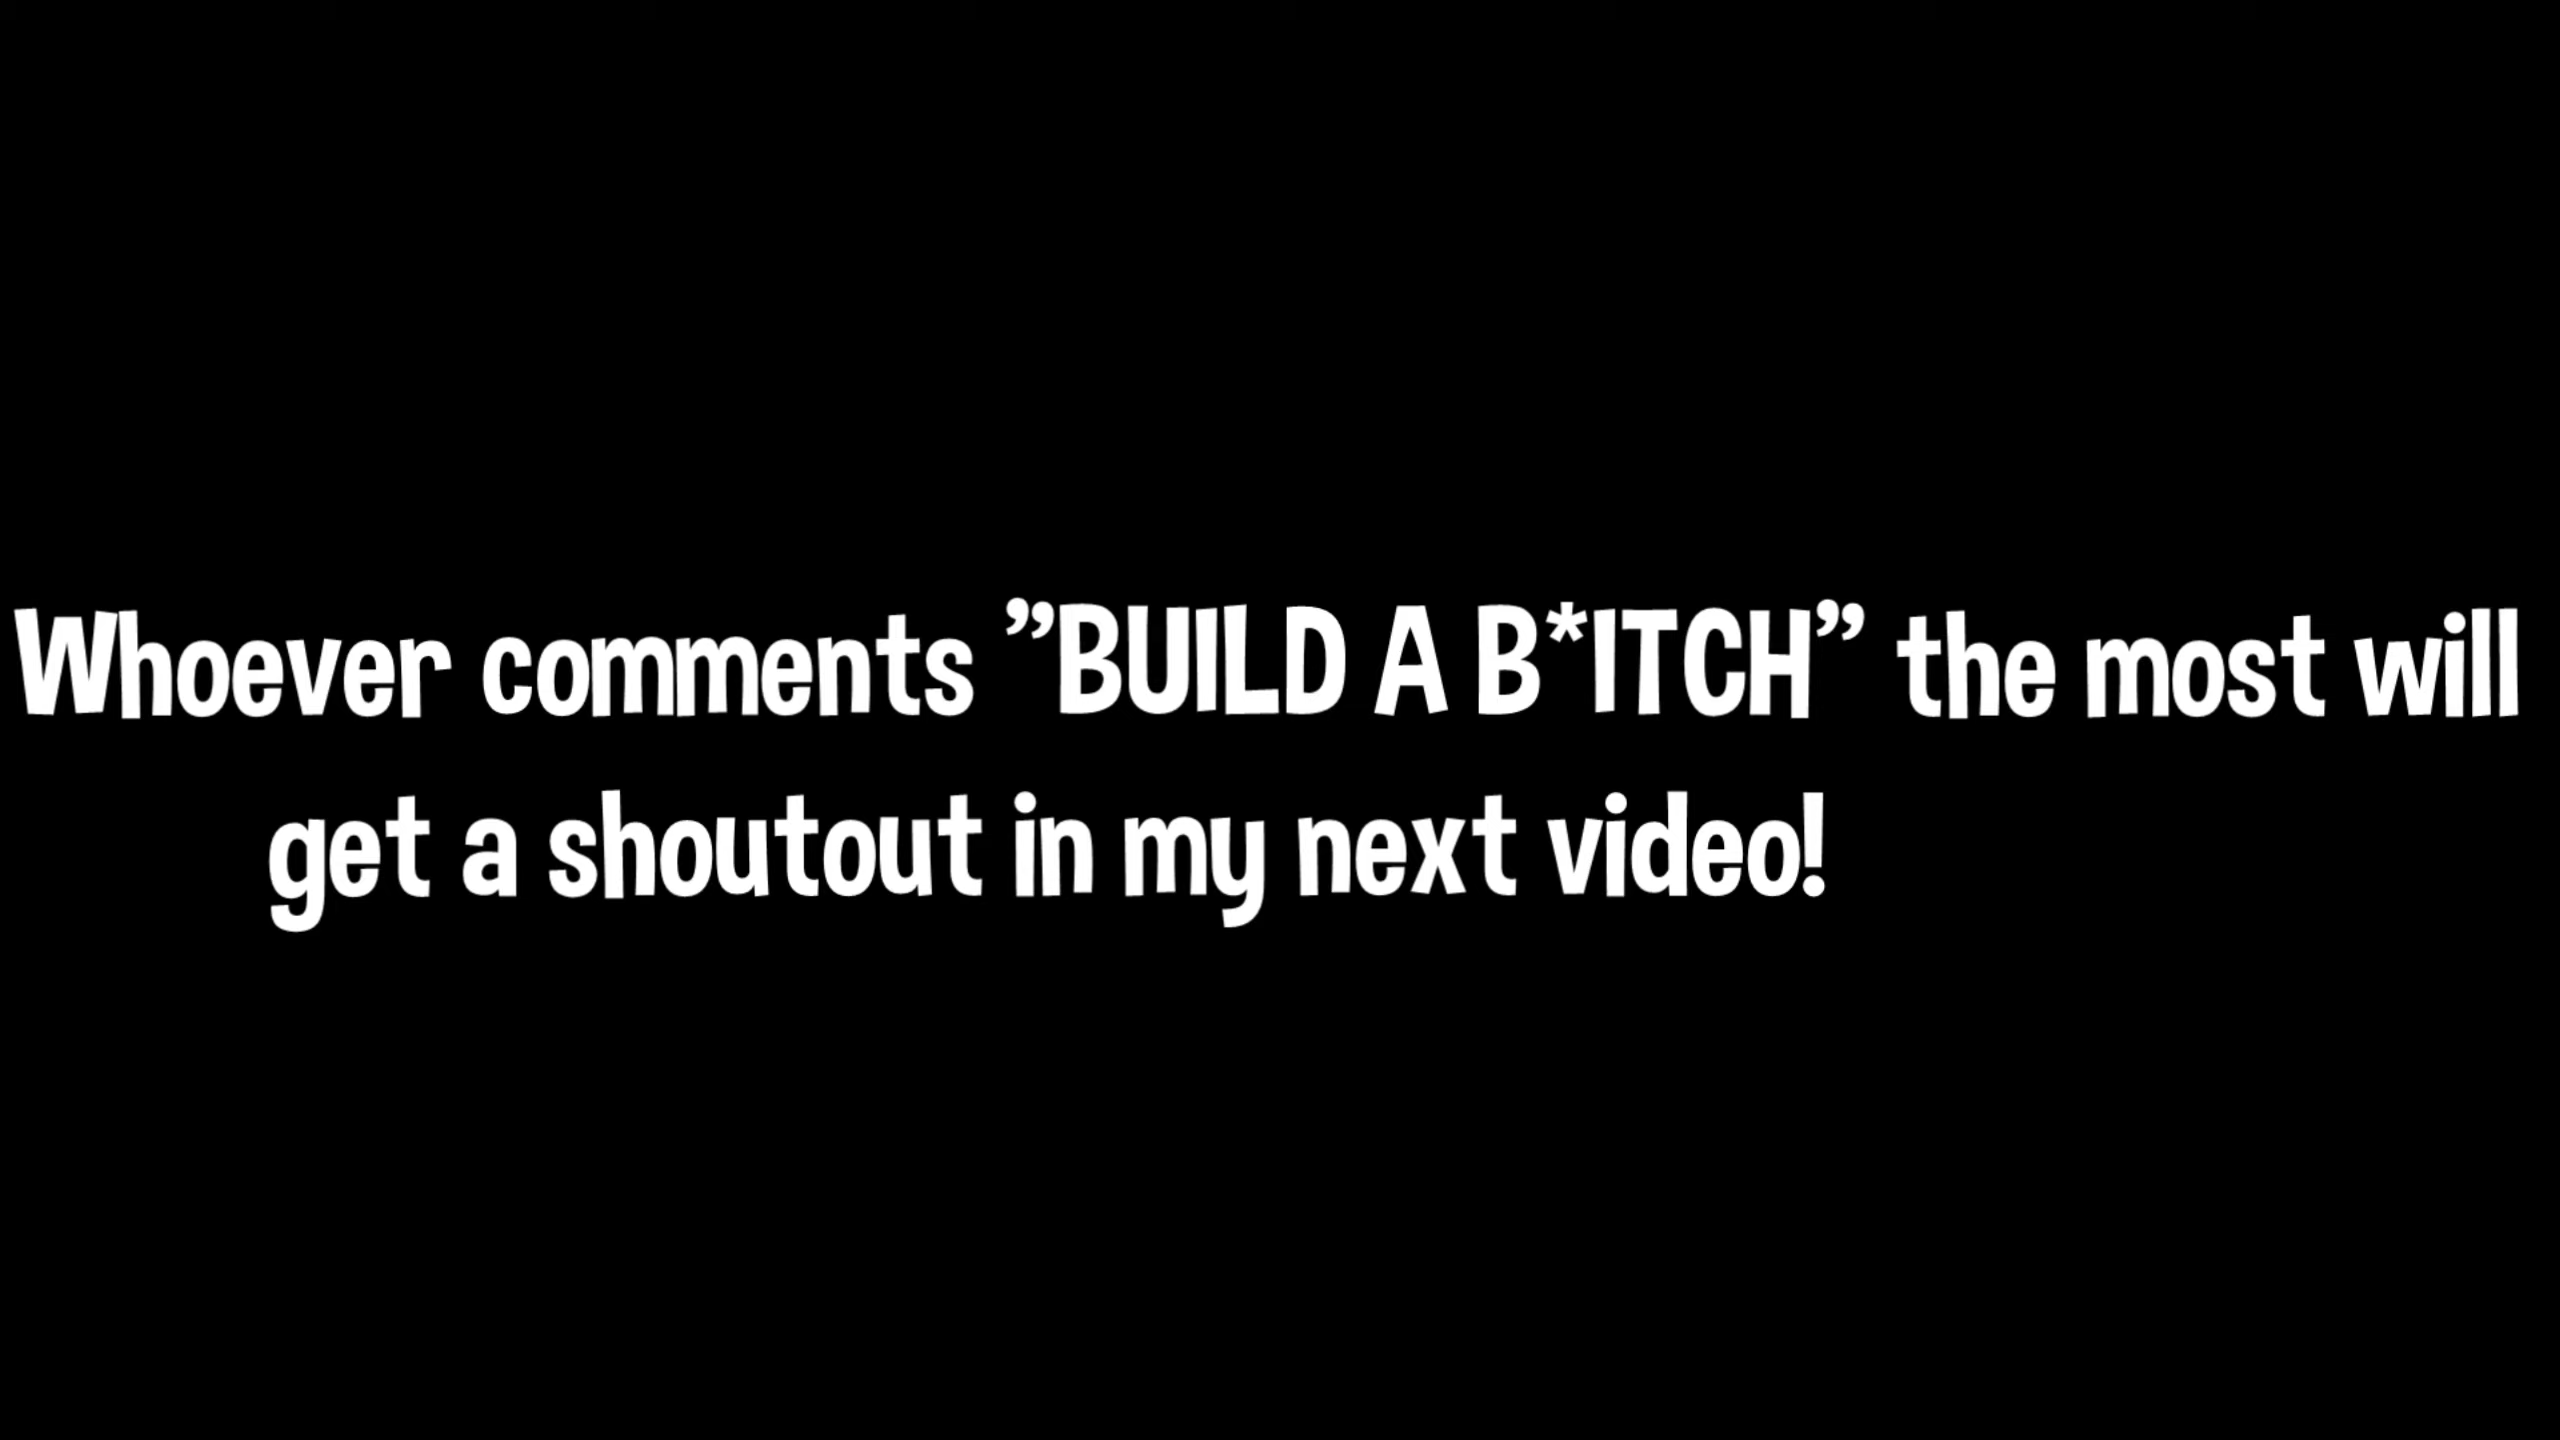 Whoever comments ”BUILD A B*ITCH” the most will
get a shoutout in my next video!